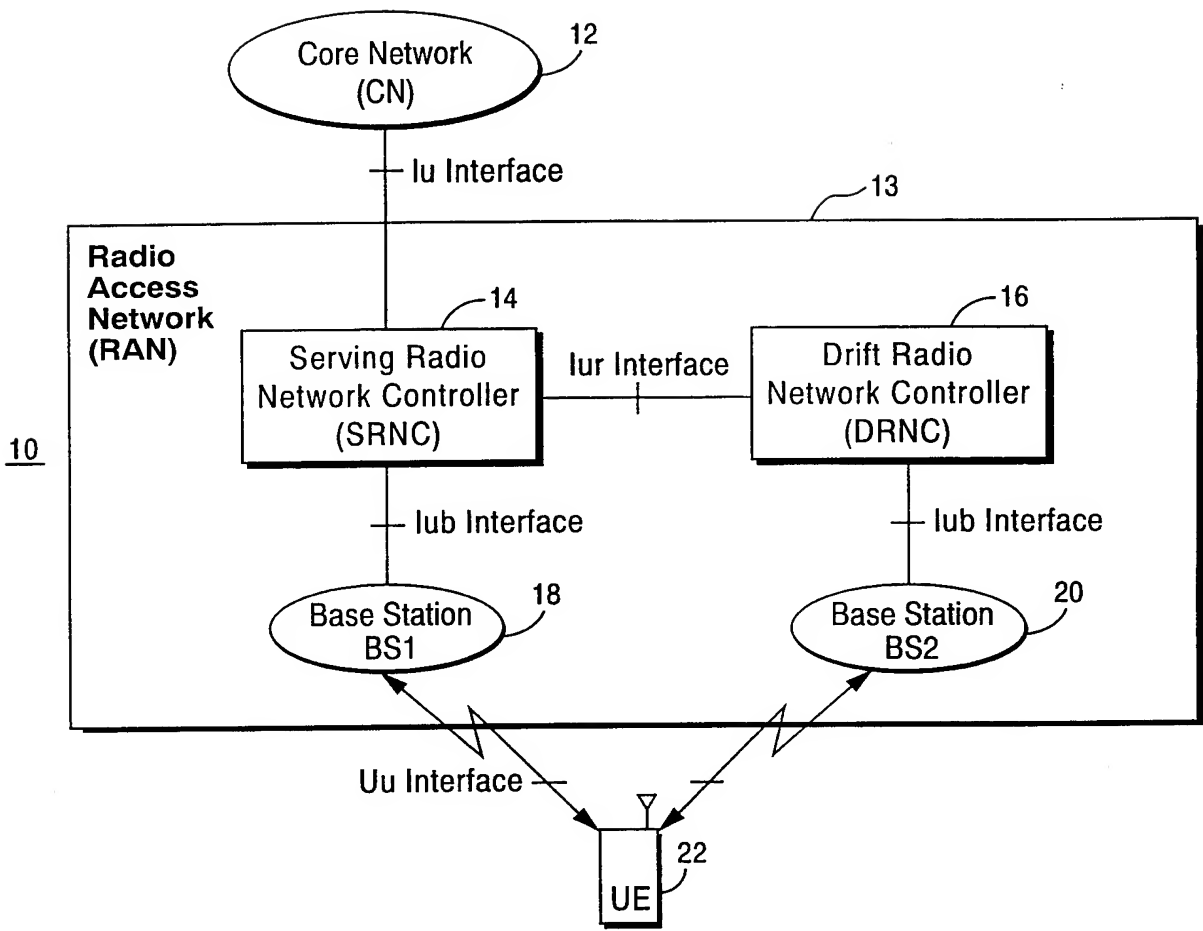 Core Network
(CN)
12
Iu Interface
13
Radio
Access
Network
(RAN)
14
16
Serving Radio
Network Controller
(SRNC)
Iur Interface
Drift Radio
Network Controller
(DRNC)
10
Iub Interface
Iub Interface
Base Station
BS1
18
Base Station
BS2
20
Uu Interface
UE
22